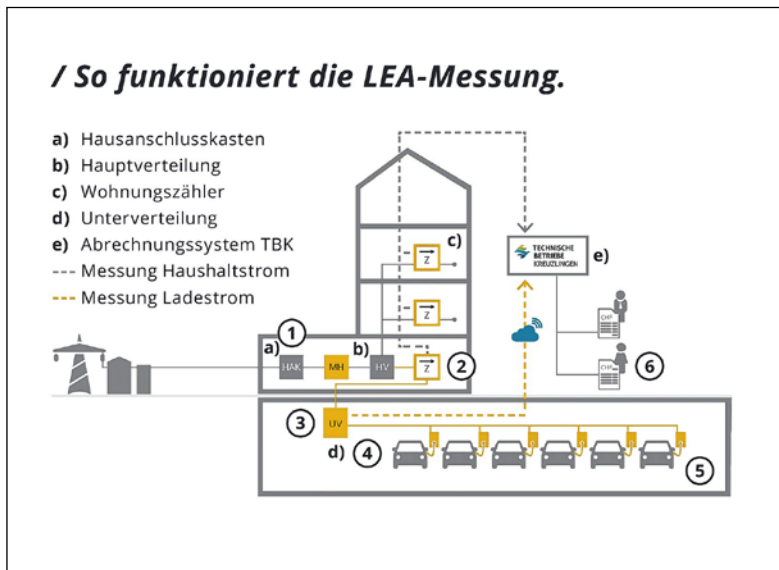 / So funktioniert die LEA-Messung.
a) Hausanschlusskasten
b) Hauptverteilung
c) Wohnungszähler
d) Unterverteilung
e) Abrechnungssystem TBK
--- Messung Haushaltstrom
--- Messung Ladestrom
c)
Z
TECHNISCHE
BETRIEBE
KREUZLINGEN
e)
Z
CHF
1
a)
b)
HAK
MH
HV
Z
2
CHF
6
3
UV
d)
4
5